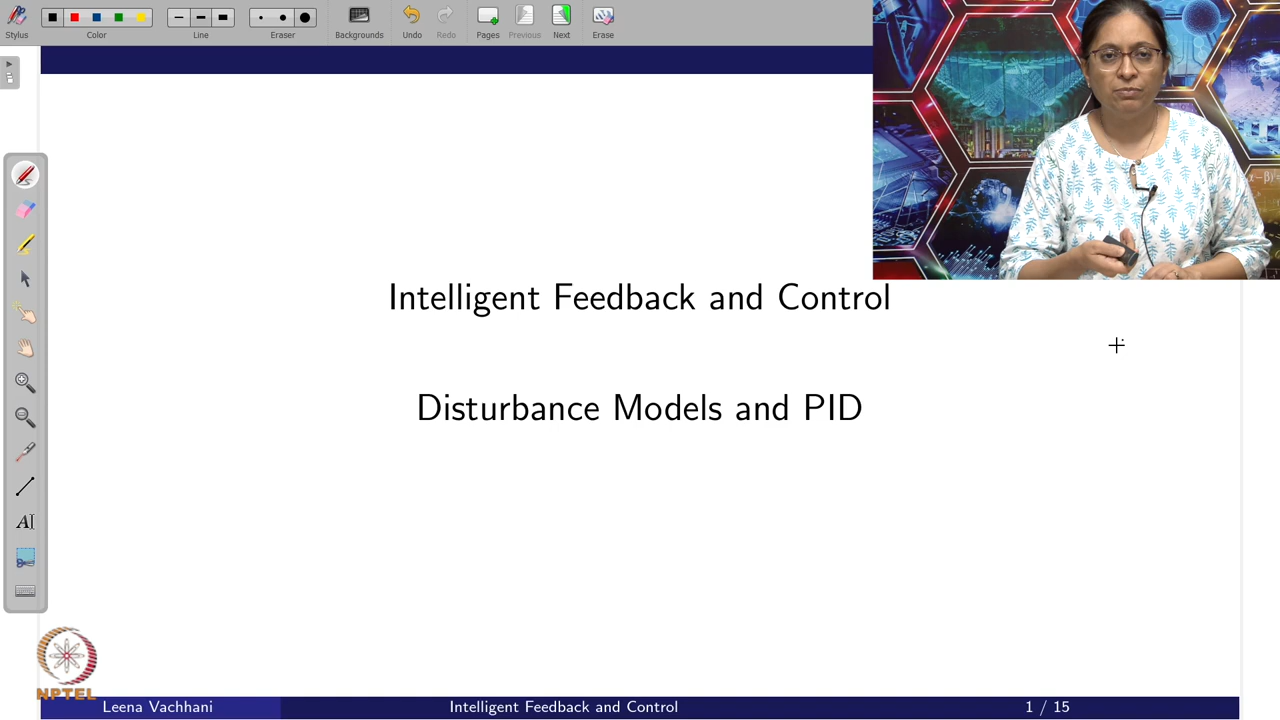 Stylus
Color
Line
Eraser
Backgrounds
Undo
Redo
Pages
Previous
Next
Erase
Intelligent Feedback and Control
Disturbance Models and PID
NPTEL
Leena Vachhani
Intelligent Feedback and Control
1 / 15